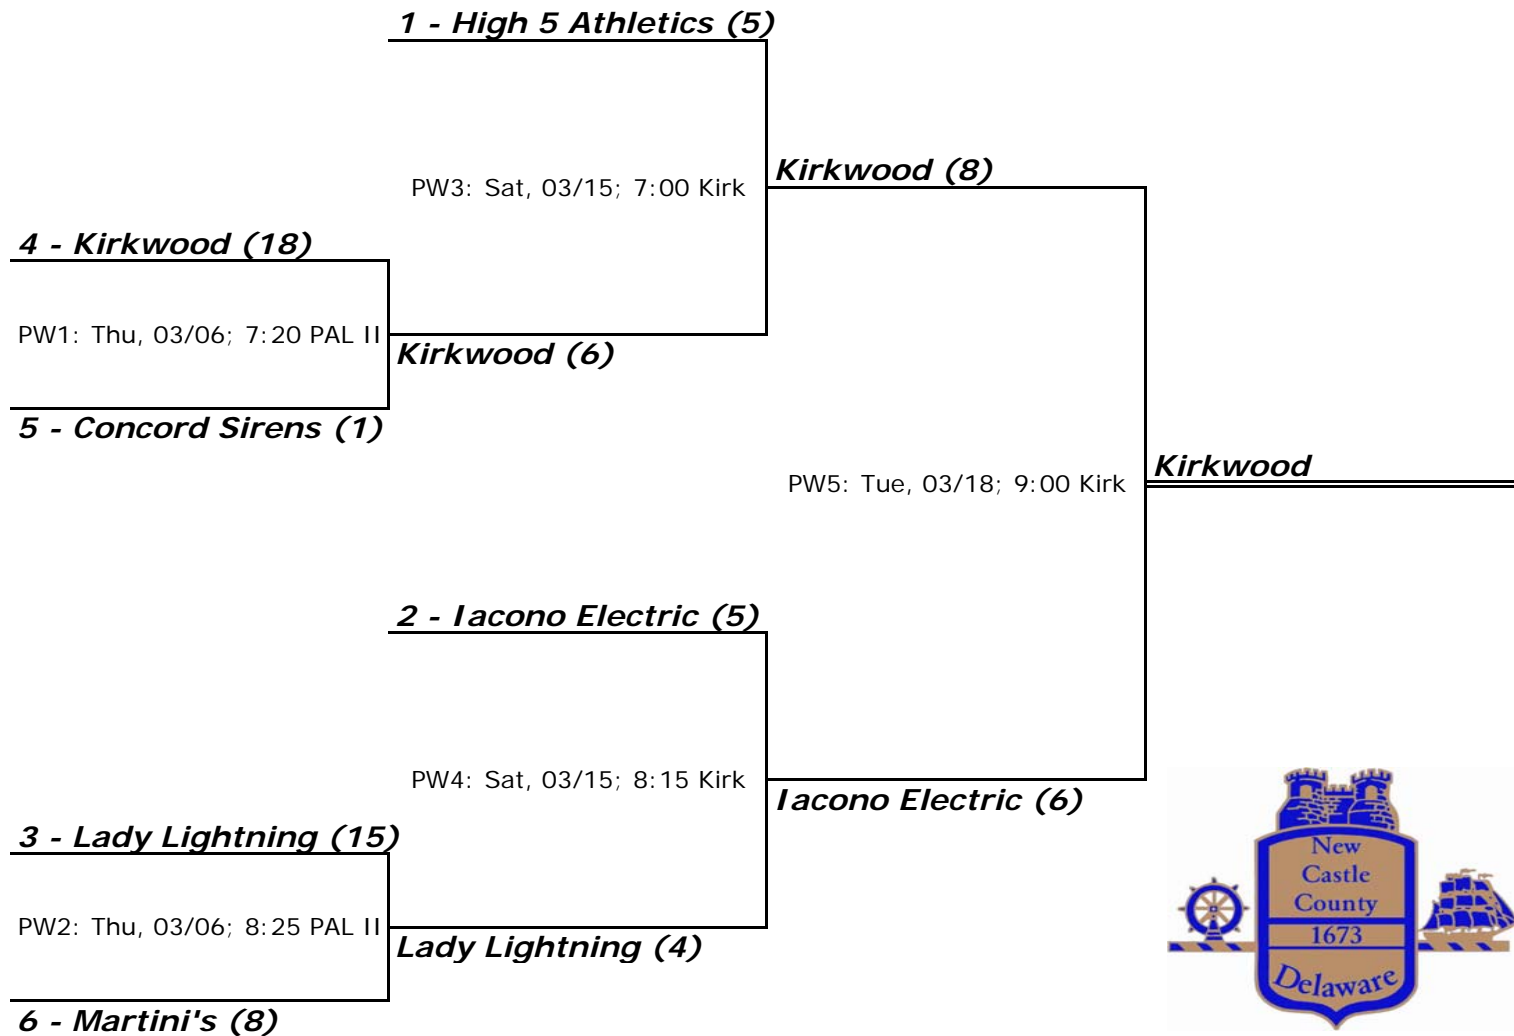 1 - High 5 Athletics (5)
Kirkwood (8)
PW3: Sat, 03/15; 7:00 Kirk
4 - Kirkwood (18)
PW1: Thu, 03/06; 7:20 PAL II
Kirkwood (6)
5 - Concord Sirens (1)
Kirkwood
PW5: Tue, 03/18; 9:00 Kirk
2 - Iacono Electric (5)
PW4: Sat, 03/15; 8:15 Kirk
Iacono Electric (6)
3 - Lady Lightning (15)
PW2: Thu, 03/06; 8:25 PAL II
Lady Lightning (4)
6 - Martini's (8)
New
Castle
County
1673
Delaware